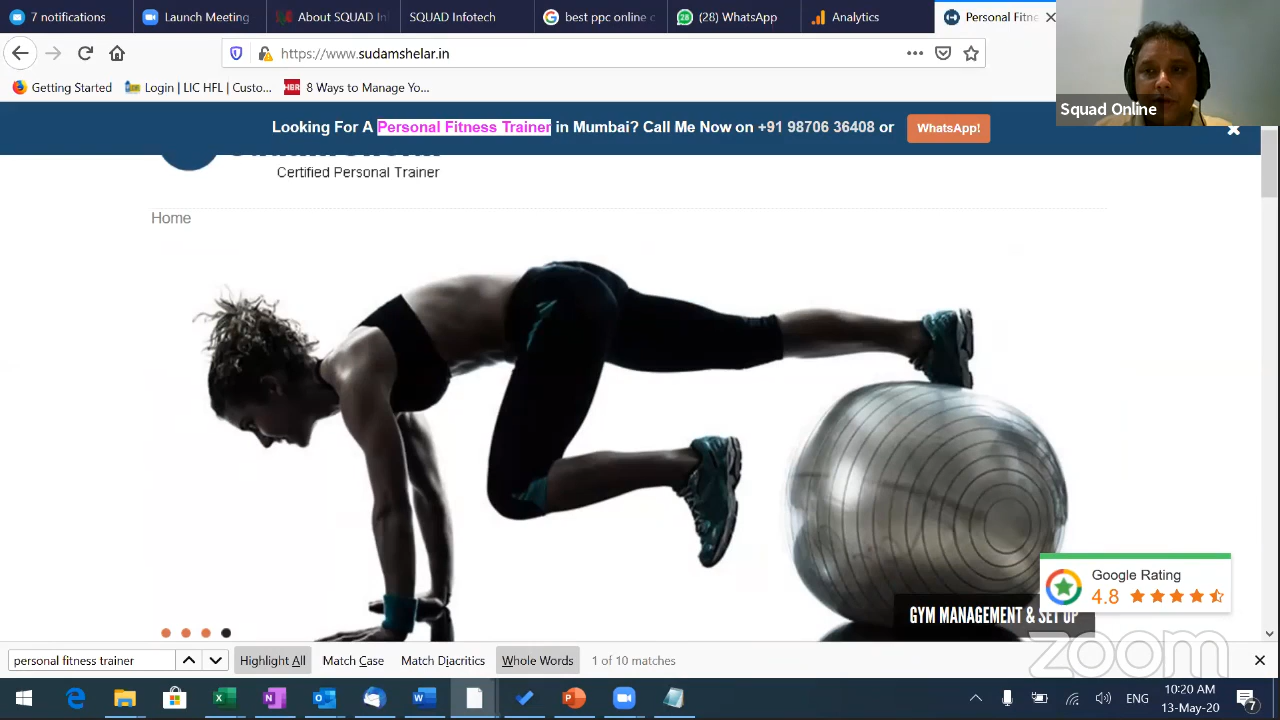 7 notifications
Launch Meeting
About SQUAD In
SQUAD Infotech
best ppc online c
(28) WhatsApp
Analytics
Personal Fitne
https://www.sudamshelar.in
Getting Started
Login | LIC HFL | Custo...
HBR
8 Ways to Manage Yo...
Squad Online
Looking For A Personal Fitness Trainer in Mumbai? Call Me Now on +91 98706 36408 or
WhatsApp!
Certified Personal Trainer
Home
Google Rating
4.8
GYM MANAGEMENT & SET UP
zoom
personal fitness trainer
Highlight All
Match Case
Match Diacritics
Whole Words
1 of 10 matches
ENG
10:20 AM
13-May-20
7